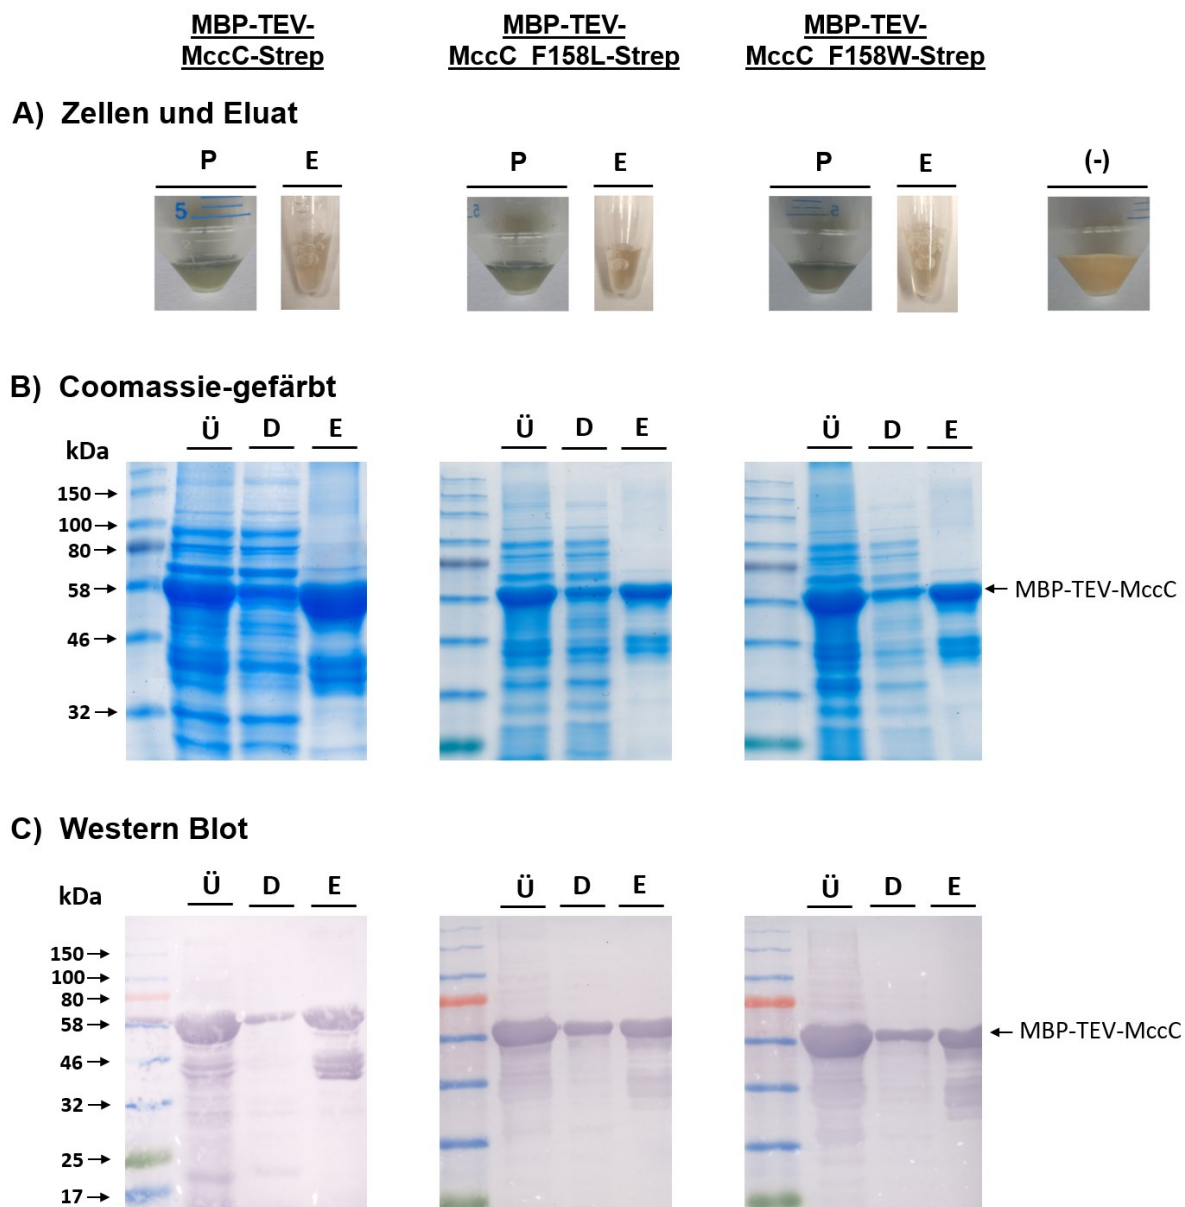 MBP-TEV-
MccC-Strep
MBP-TEV-
MccC_F158L-Strep
MBP-TEV-
MccC_F158W-Strep
A) Zellen und Eluat
P E P E P E (-)
5 5 5
B) Coomassie-gefärbt
kDa
Ü D E Ü D E Ü D E
150
100
80
58
46
32
MBP-TEV-MccC
C) Western Blot
kDa
Ü D E Ü D E Ü D E
150
100
80
58
46
32
25
17
MBP-TEV-MccC